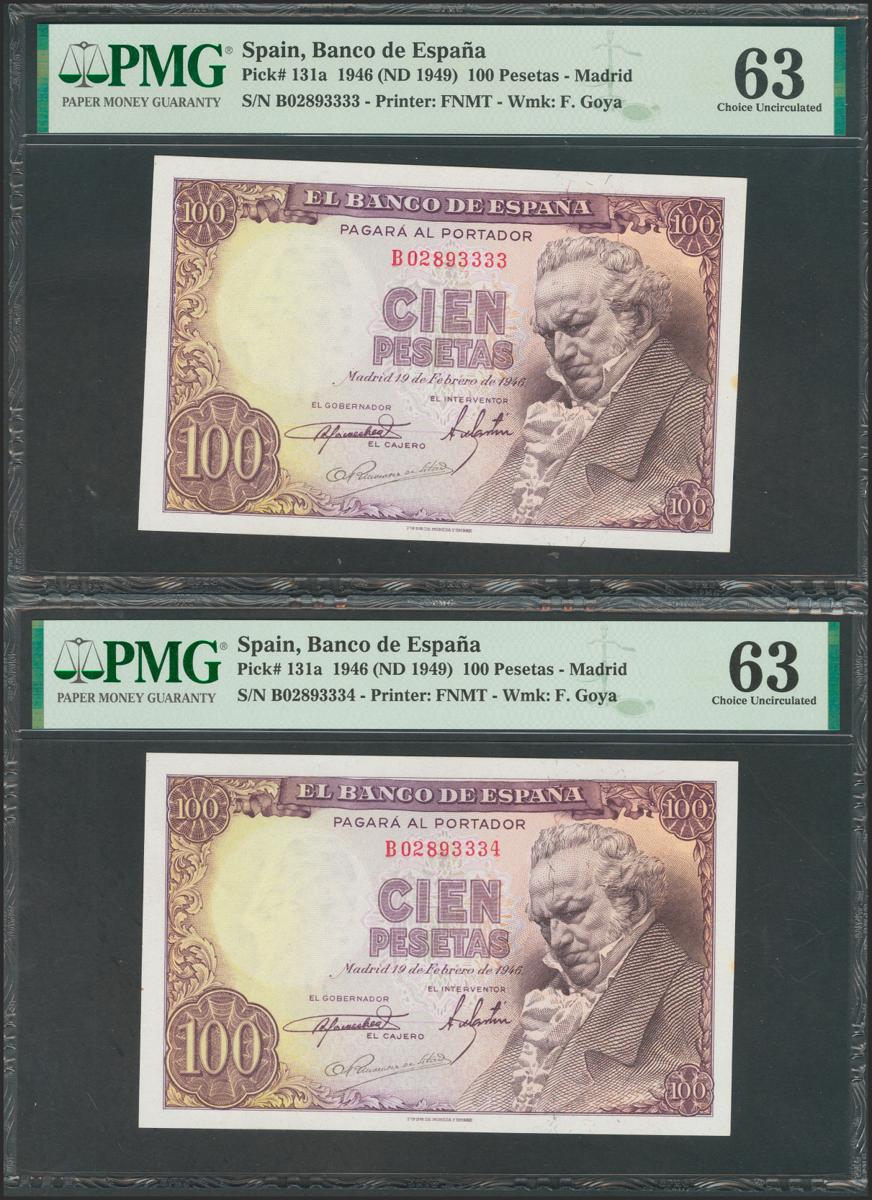 PMG®
PAPER MONEY GUARANTY
Spain, Banco de España
Pick# 131a 1946 (ND 1949) 100 Pesetas - Madrid
S/N B02893333 - Printer: FNMT - Wmk: F. Goya
63
Choice Uncirculated
EL BANCO DE ESPAÑA
100
100
PAGARÁ AL PORTADOR
B02893333
CIEN
PESETAS
Madrid 19 de Febrero de 1946
EL GOBERNADOR
EL INTERVENTOR
EL CAJERO
100
100
PMG
PMG®
PAPER MONEY GUARANTY
Spain, Banco de España
Pick# 131a 1946 (ND 1949) 100 Pesetas - Madrid
S/N B02893334 - Printer: FNMT - Wmk: F. Goya
63
Choice Uncirculated
EL BANCO DE ESPAÑA
100
100
PAGARÁ AL PORTADOR
B02893334
CIEN
PESETAS
Madrid 19 de Febrero de 1946
EL GOBERNADOR
EL INTERVENTOR
EL CAJERO
100
100